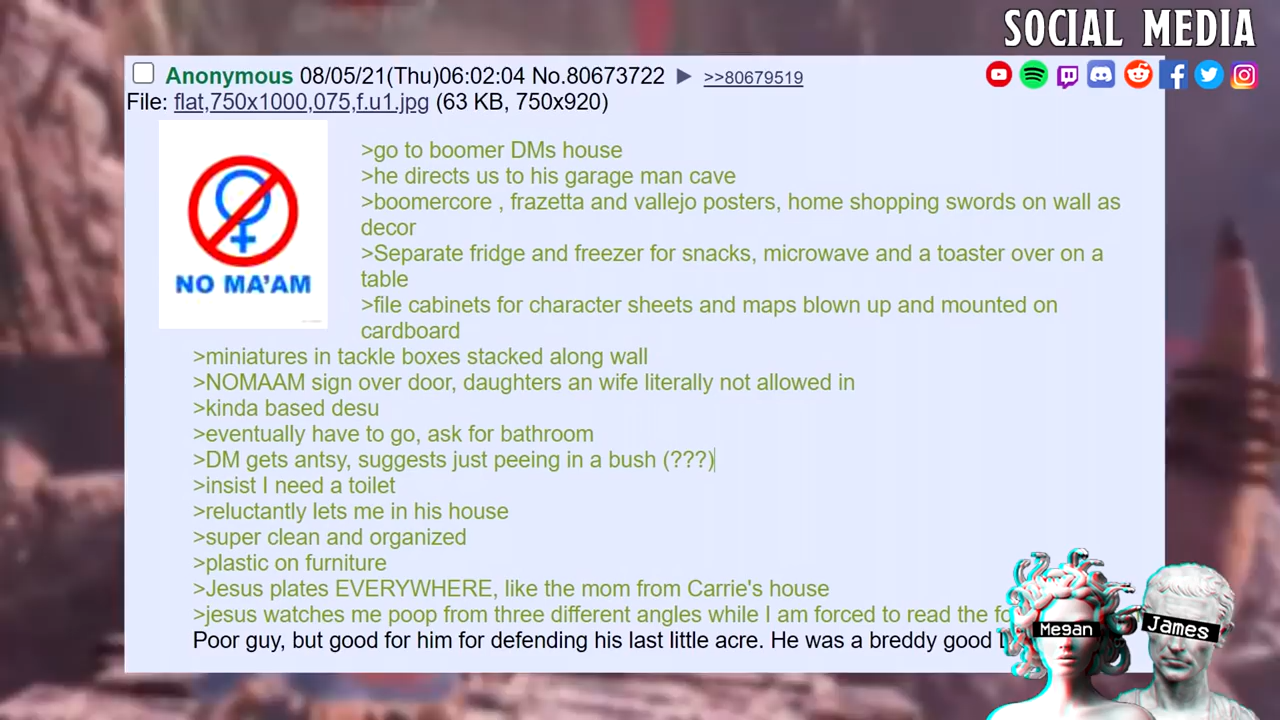 SOCIAL MEDIA
Anonymous 08/05/21(Thu)06:02:04 No.80673722 ▶ >>80679519
File: flat,750x1000,075,f.u1.jpg (63 KB, 750x920)
NO MA'AM
>go to boomer DMs house
>he directs us to his garage man cave
>boomercore , frazetta and vallejo posters, home shopping swords on wall as
decor
>Separate fridge and freezer for snacks, microwave and a toaster over on a
table
>file cabinets for character sheets and maps blown up and mounted on
cardboard
>miniatures in tackle boxes stacked along wall
>NOMAAM sign over door, daughters an wife literally not allowed in
>kinda based desu
>eventually have to go, ask for bathroom
>DM gets antsy, suggests just peeing in a bush (???)
>insist I need a toilet
>reluctantly lets me in his house
>super clean and organized
>plastic on furniture
>Jesus plates EVERYWHERE, like the mom from Carrie's house
>jesus watches me poop from three different angles while I am forced to read the
Poor guy, but good for him for defending his last little acre. He was a breddy good
Megan
James